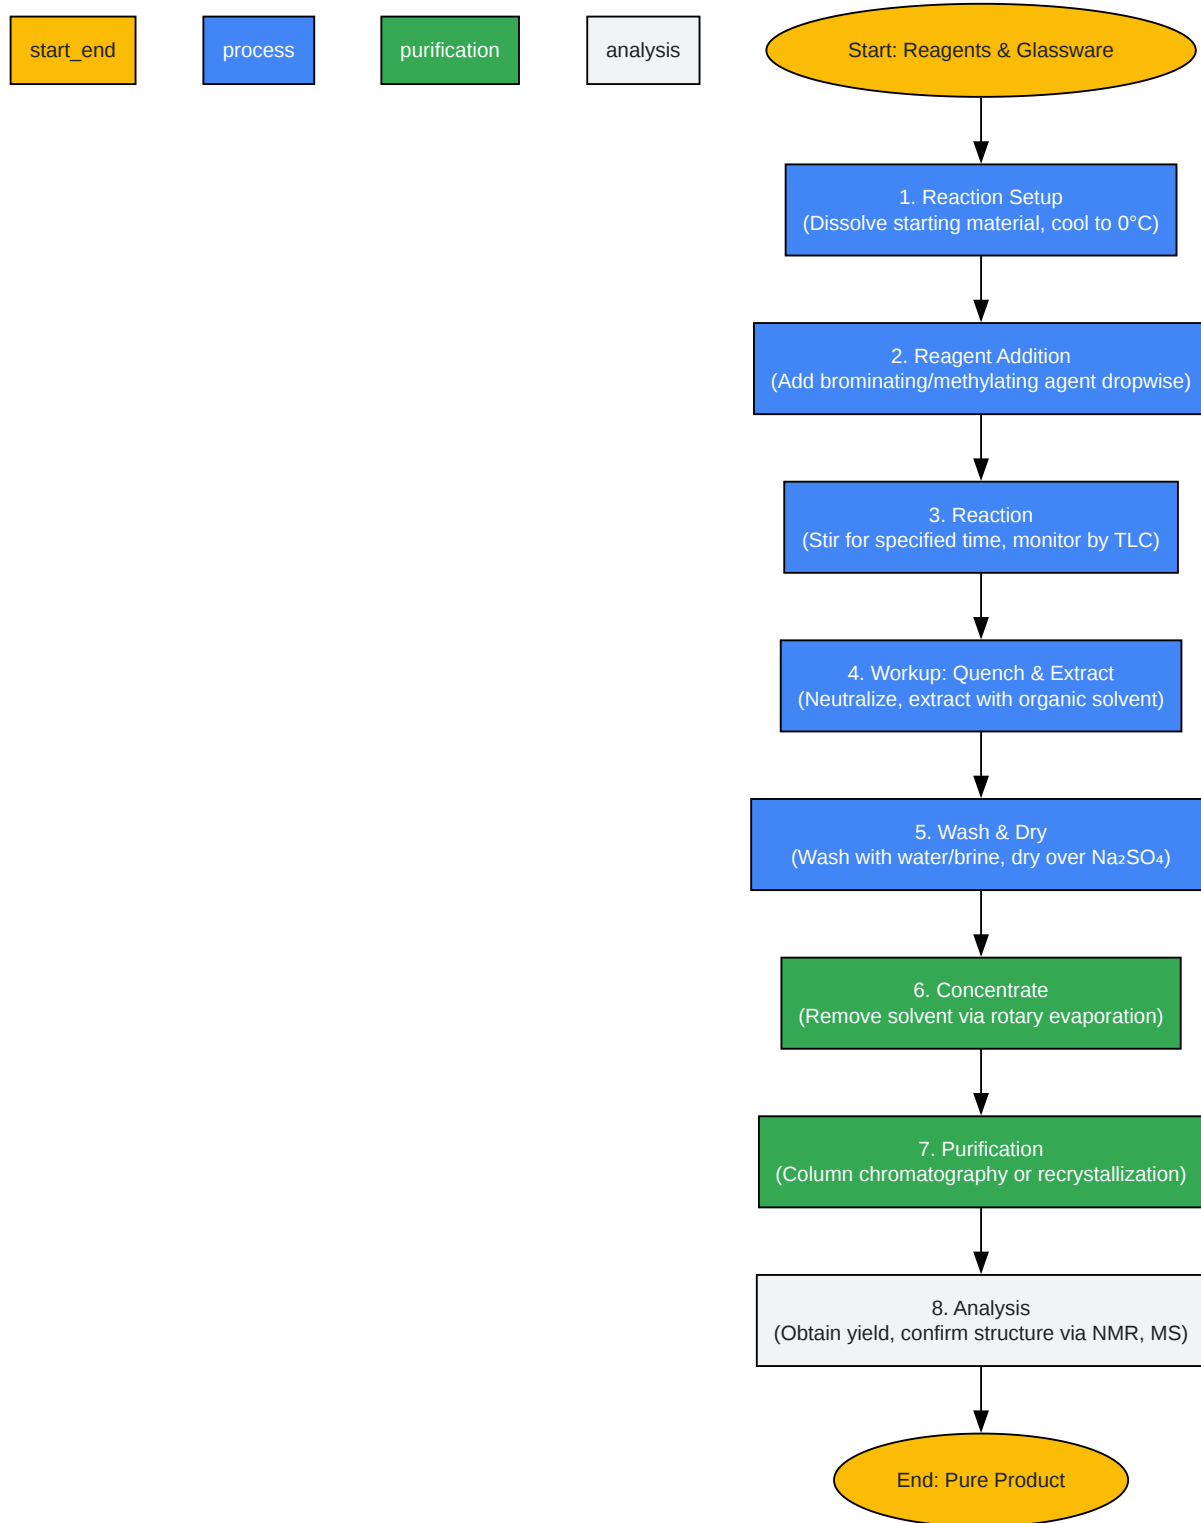 start_end
process
purification
analysis
Start: Reagents & Glassware
1. Reaction Setup
(Dissolve starting material, cool to 0°C)
2. Reagent Addition
(Add brominating/methylating agent dropwise)
3. Reaction
(Stir for specified time, monitor by TLC)
4. Workup: Quench & Extract
(Neutralize, extract with organic solvent)
5. Wash & Dry
(Wash with water/brine, dry over Na₂SO₄)
6. Concentrate
(Remove solvent via rotary evaporation)
7. Purification
(Column chromatography or recrystallization)
8. Analysis
(Obtain yield, confirm structure via NMR, MS)
End: Pure Product